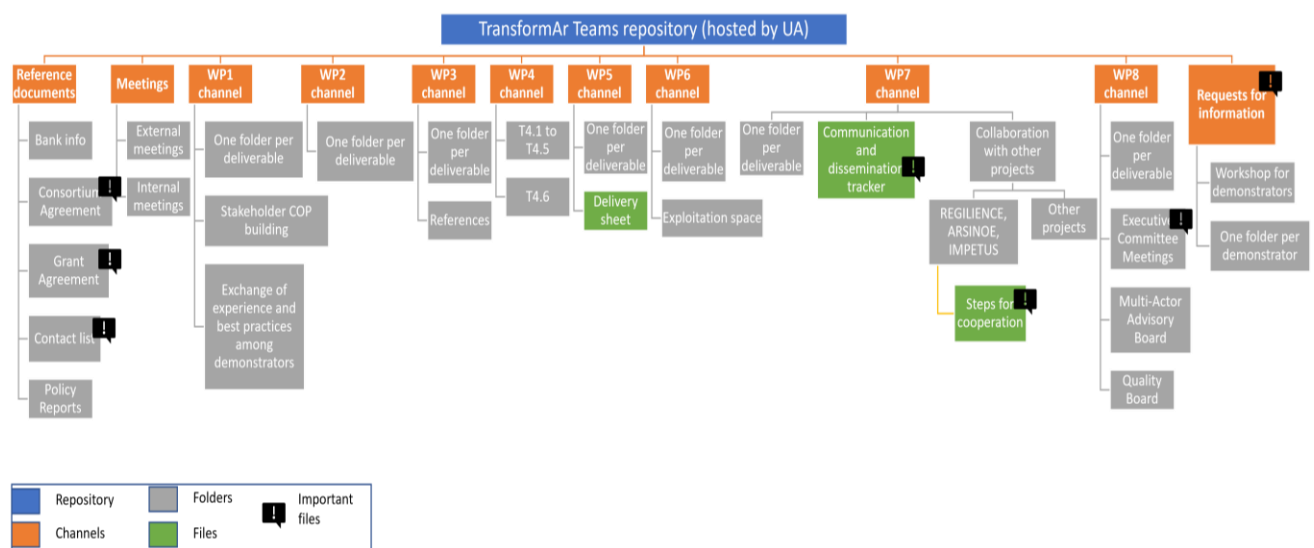 TransformAr Teams repository (hosted by UA)
Reference
documents
Meetings
WP1
channel
WP2
channel
WP3
channel
WP4
channel
WP5
channel
WP6
channel
WP7
channel
WP8
channel
Requests for
information
!
Bank info
Consortium
Agreement
!
Grant
Agreement
!
Contact list
!
Policy
Reports
External
meetings
Internal
meetings
One folder per
deliverable
Stakeholder COP
building
Exchange of
experience and
best practices
among
demonstrators
One folder per
deliverable
One folder
per
deliverable
References
T4.1 to
T4.5
T4.6
One folder
per
deliverable
Delivery
sheet
One folder
per
deliverable
Exploitation space
One folder
per
deliverable
Communication
and
dissemination
tracker
!
Collaboration
with other
projects
REGILIENCE,
ARSINOE,
IMPETUS
Other
projects
Steps for
cooperation
!
One folder
per
deliverable
Executive
Committee
Meetings
!
Multi-Actor
Advisory
Board
Quality
Board
Workshop for
demonstrators
One folder per
demonstrator
Repository
Channels
Folders
Files
!
Important
files